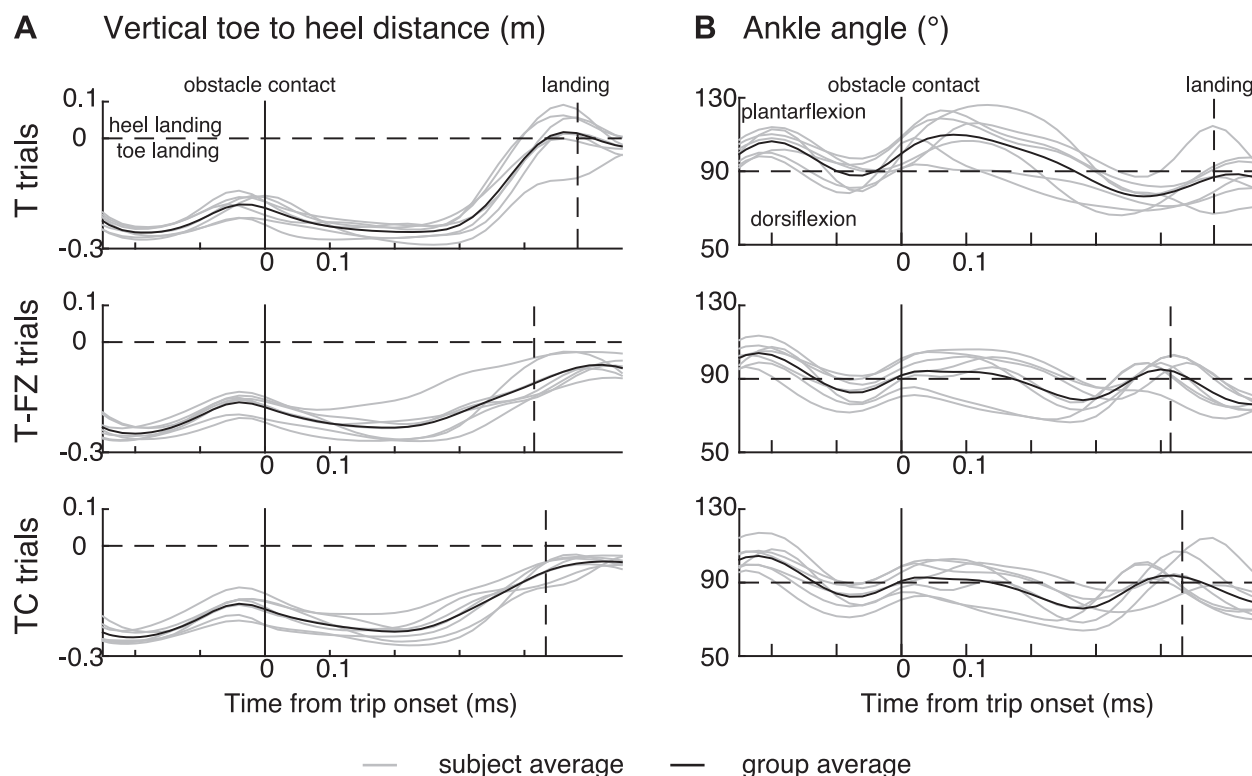 A Vertical toe to heel distance (m)
B Ankle angle (°)
obstacle contact
landing
obstacle contact
landing
T trials
0.1
0
-0.3
heel landing
toe landing
0
0.1
130
90
50
plantarflexion
dorsiflexion
0
0.1
T-FZ trials
0.1
0
-0.3
0
0.1
130
90
50
0
0.1
TC trials
0.1
0
-0.3
0
0.1
130
90
50
0
0.1
Time from trip onset (ms)
Time from trip onset (ms)
subject average
group average